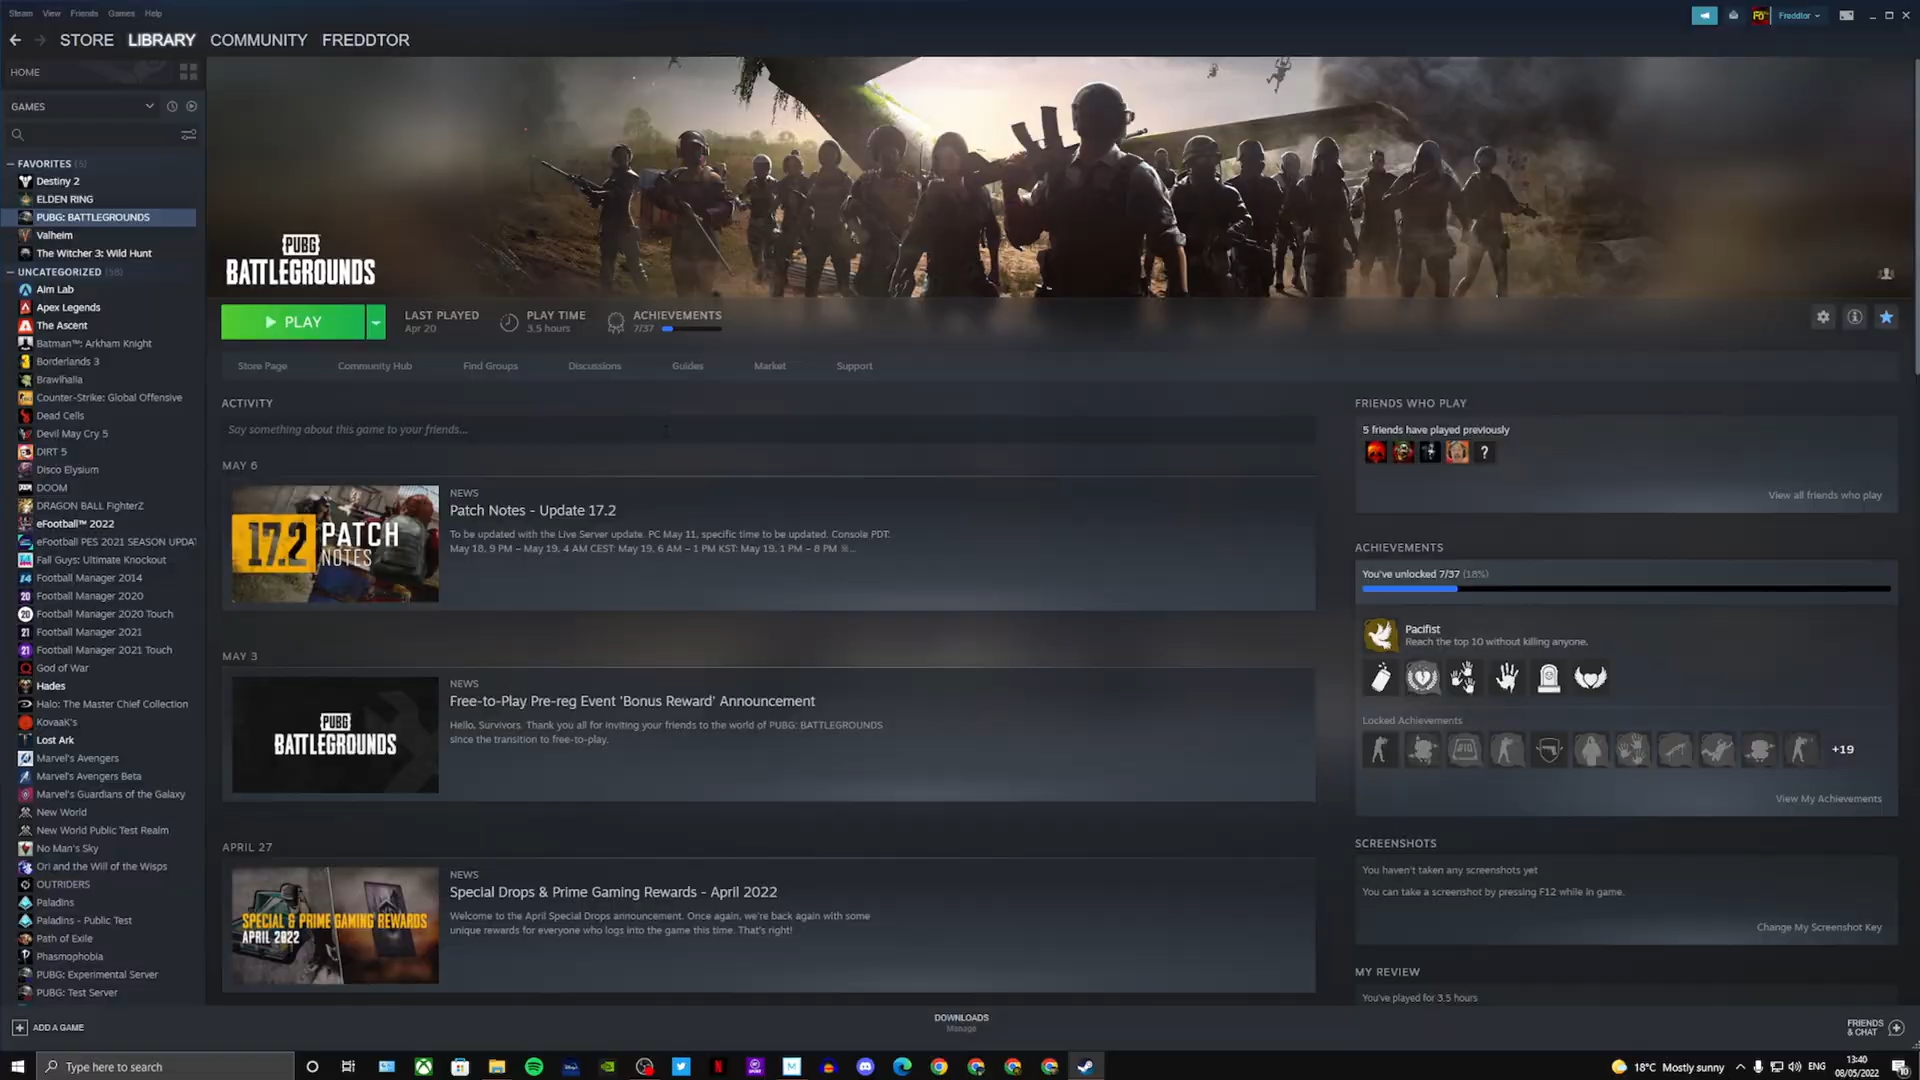 Steam View Friends Games Help
Freddtor
STORE LIBRARY COMMUNITY FREDDTOR
HOME
GAMES
FAVORITES (5)
Destiny 2
ELDEN RING
PUBG: BATTLEGROUNDS
Valheim
The Witcher 3: Wild Hunt
UNCATEGORIZED (58)
Aim Lab
Apex Legends
The Ascent
Batman™: Arkham Knight
Borderlands 3
Brawlhalla
Counter-Strike: Global Offensive
Dead Cells
Devil May Cry 5
DIRT 5
Disco Elysium
DOOM
DRAGON BALL FighterZ
eFootball™ 2022
eFootball PES 2021 SEASON UPDAT
Fall Guys: Ultimate Knockout
Football Manager 2014
Football Manager 2020
Football Manager 2020 Touch
Football Manager 2021
Football Manager 2021 Touch
God of War
Hades
Halo: The Master Chief Collection
KovaaK's
Lost Ark
Marvel's Avengers
Marvel's Avengers Beta
Marvel's Guardians of the Galaxy
New World
New World Public Test Realm
No Man's Sky
Ori and the Will of the Wisps
OUTRIDERS
Paladins
Paladins - Public Test
Path of Exile
Phasmophobia
PUBG: Experimental Server
PUBG: Test Server
ADD A GAME
PUBG
BATTLEGROUNDS
PLAY
LAST PLAYED
Apr 20
PLAY TIME
3.5 hours
ACHIEVEMENTS
7/37
Store Page Community Hub Find Groups Discussions Guides Market Support
ACTIVITY
Say something about this game to your friends...
MAY 6
17.2 PATCH
NOTES
NEWS
Patch Notes - Update 17.2
To be updated with the Live Server update. PC May 11, specific time to be updated. Console PDT:
May 18, 9 PM – May 19, 4 AM CEST: May 19, 6 AM – 1 PM KST: May 19, 1 PM – 8 PM ※...
MAY 3
PUBG
BATTLEGROUNDS
NEWS
Free-to-Play Pre-reg Event 'Bonus Reward' Announcement
Hello, Survivors. Thank you all for inviting your friends to the world of PUBG: BATTLEGROUNDS
since the transition to free-to-play.
APRIL 27
SPECIAL & PRIME GAMING REWARDS
APRIL 2022
NEWS
Special Drops & Prime Gaming Rewards - April 2022
Welcome to the April Special Drops announcement. Once again, we're back again with some
unique rewards for everyone who logs into the game this time. That's right!
FRIENDS WHO PLAY
5 friends have played previously
?
View all friends who play
ACHIEVEMENTS
You've unlocked 7/37 (18%)
Pacifist
Reach the top 10 without killing anyone.
Locked Achievements
+19
View My Achievements
SCREENSHOTS
You haven't taken any screenshots yet
You can take a screenshot by pressing F12 while in game.
Change My Screenshot Key
MY REVIEW
You've played for 3.5 hours
DOWNLOADS
Manage
FRIENDS
& CHAT
Type here to search
18°C Mostly sunny
ENG
13:40
08/05/2022